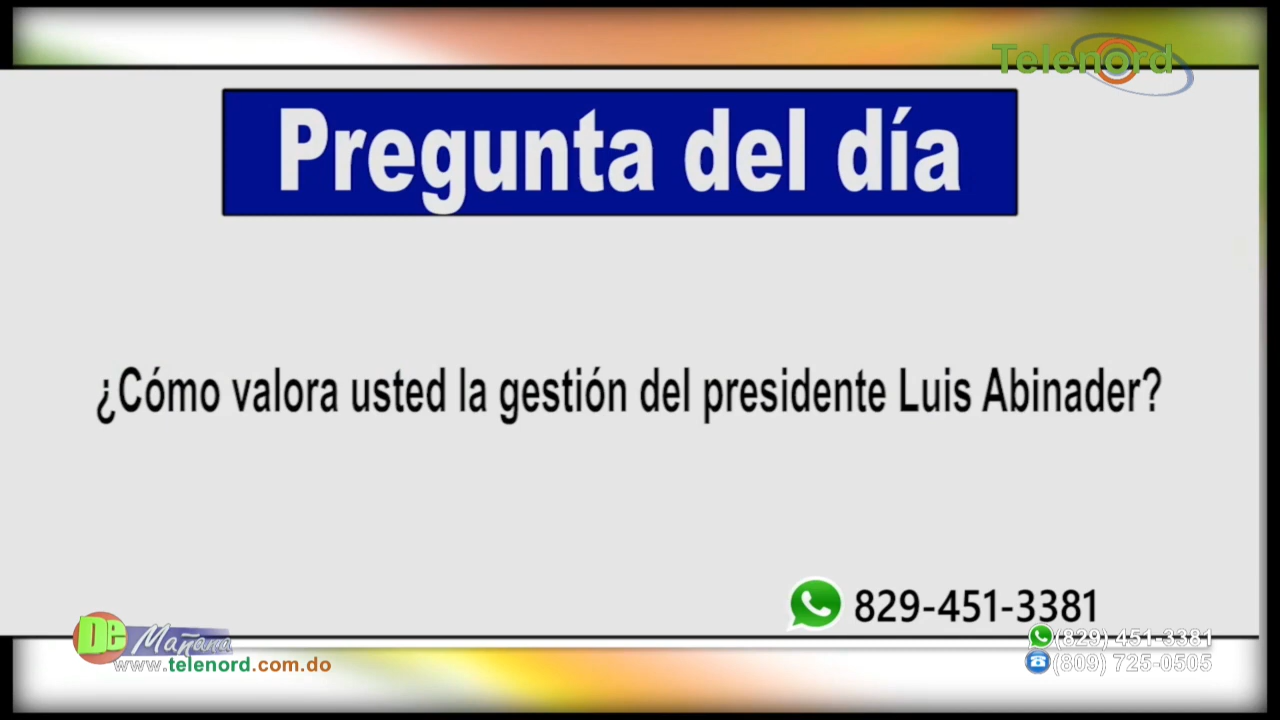 Telenord
Pregunta del día
¿Cómo valora usted la gestión del presidente Luis Abinader?
829-451-3381
De Mañana
www.telenord.com.do
(829) 451-3381
(809) 725-0505